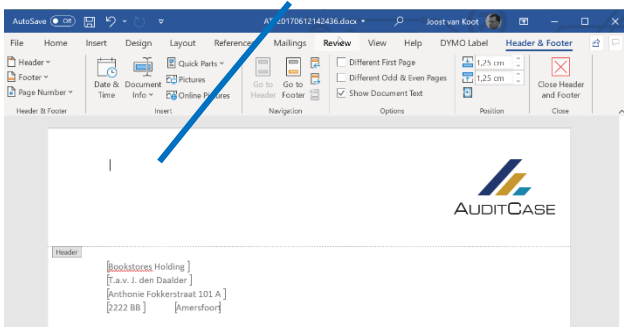 AutoSave Off AT-20170612142436.docx Joost van Koot
File Home Insert Design Layout References Mailings Review View Help DYMO Label Header & Footer
Header
Footer
Page Number
Header & Footer
Date & Time
Document Info
Quick Parts
Pictures
Online Pictures
Insert
Go to Header
Go to Footer
Navigation
Different First Page
Different Odd & Even Pages
Show Document Text
Options
1,25 cm
1,25 cm
Position
Close Header and Footer
Close
AUDITCASE
Header
Bookstores Holding
T.a.v. J. den Daalder
Anthonie Fokkerstraat 101 A
2222 BB Amersfoort